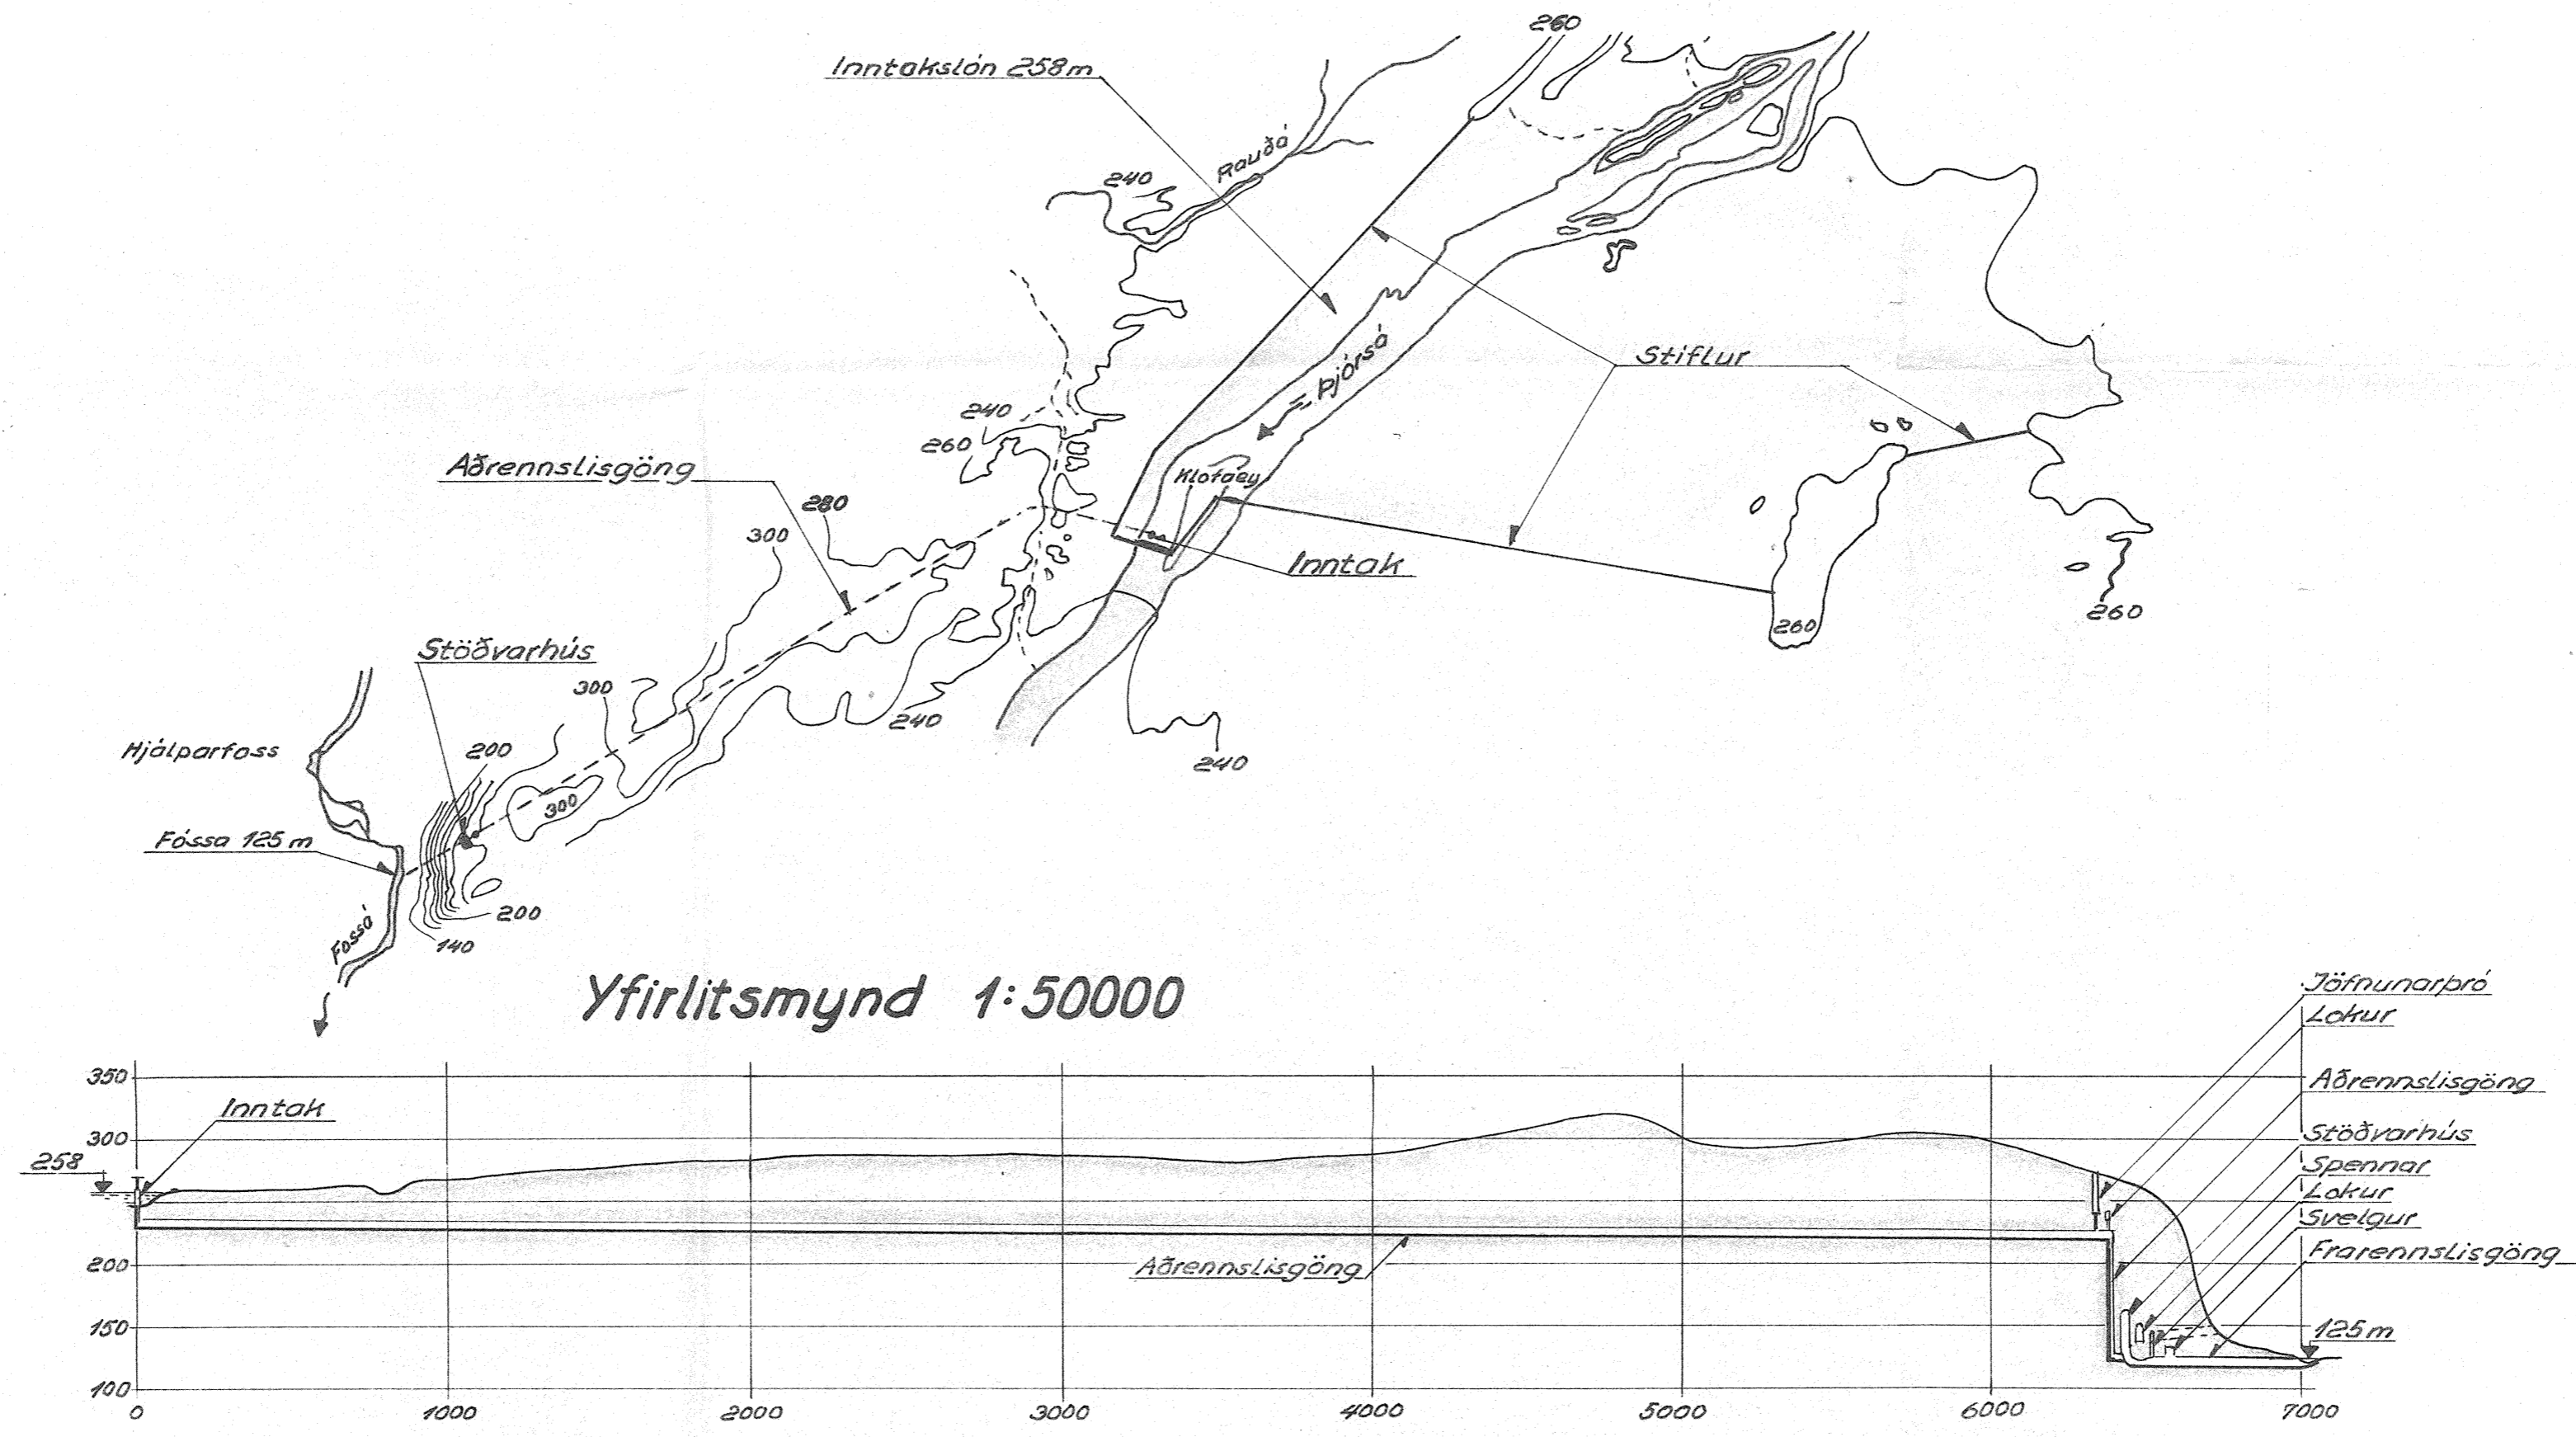 260
Inntakslón 258m
Rauðá
240
Þjórsá
Stíflur
240
260
Klofaey
Aðrennslisgöng
280
300
Inntak
260
260
Stöðvarhús
300
240
Hjálparfoss
200
240
300
Fóssa 125 m
200
Fossá
140
Yfirlitsmynd 1:50000
Jöfnunarþró
Lokur
350
Aðrennslisgöng
Inntak
300
Stöðvarhús
258
Spennar
Lokur
Svelgur
Frarennslisgöng
Aðrennslisgöng
200
150
125m
100
0 1000 2000 3000 4000 5000 6000 7000